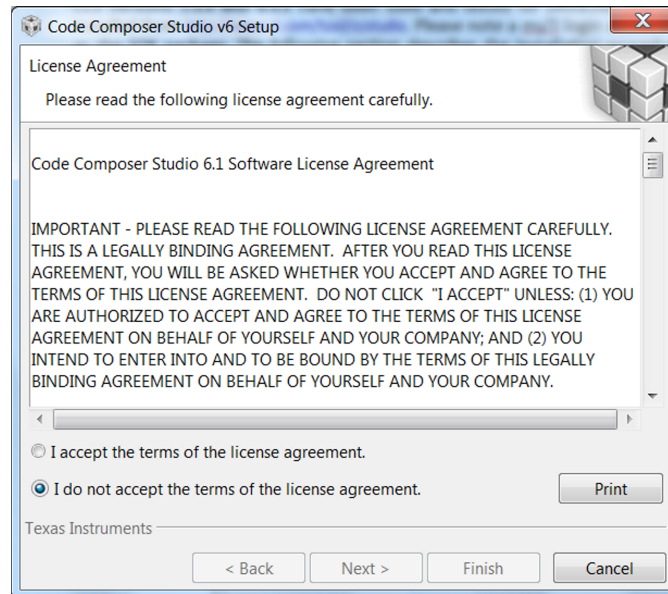 Code Composer Studio v6 Setup
License Agreement
Please read the following license agreement carefully.
Code Composer Studio 6.1 Software License Agreement
IMPORTANT - PLEASE READ THE FOLLOWING LICENSE AGREEMENT CAREFULLY.
THIS IS A LEGALLY BINDING AGREEMENT.  AFTER YOU READ THIS LICENSE
AGREEMENT, YOU WILL BE ASKED WHETHER YOU ACCEPT AND AGREE TO THE
TERMS OF THIS LICENSE AGREEMENT.  DO NOT CLICK  "I ACCEPT" UNLESS: (1) YOU
ARE AUTHORIZED TO ACCEPT AND AGREE TO THE TERMS OF THIS LICENSE
AGREEMENT ON BEHALF OF YOURSELF AND YOUR COMPANY; AND (2) YOU
INTEND TO ENTER INTO AND TO BE BOUND BY THE TERMS OF THIS LEGALLY
BINDING AGREEMENT ON BEHALF OF YOURSELF AND YOUR COMPANY.
I accept the terms of the license agreement.
I do not accept the terms of the license agreement.
Print
Texas Instruments
< Back
Next >
Finish
Cancel